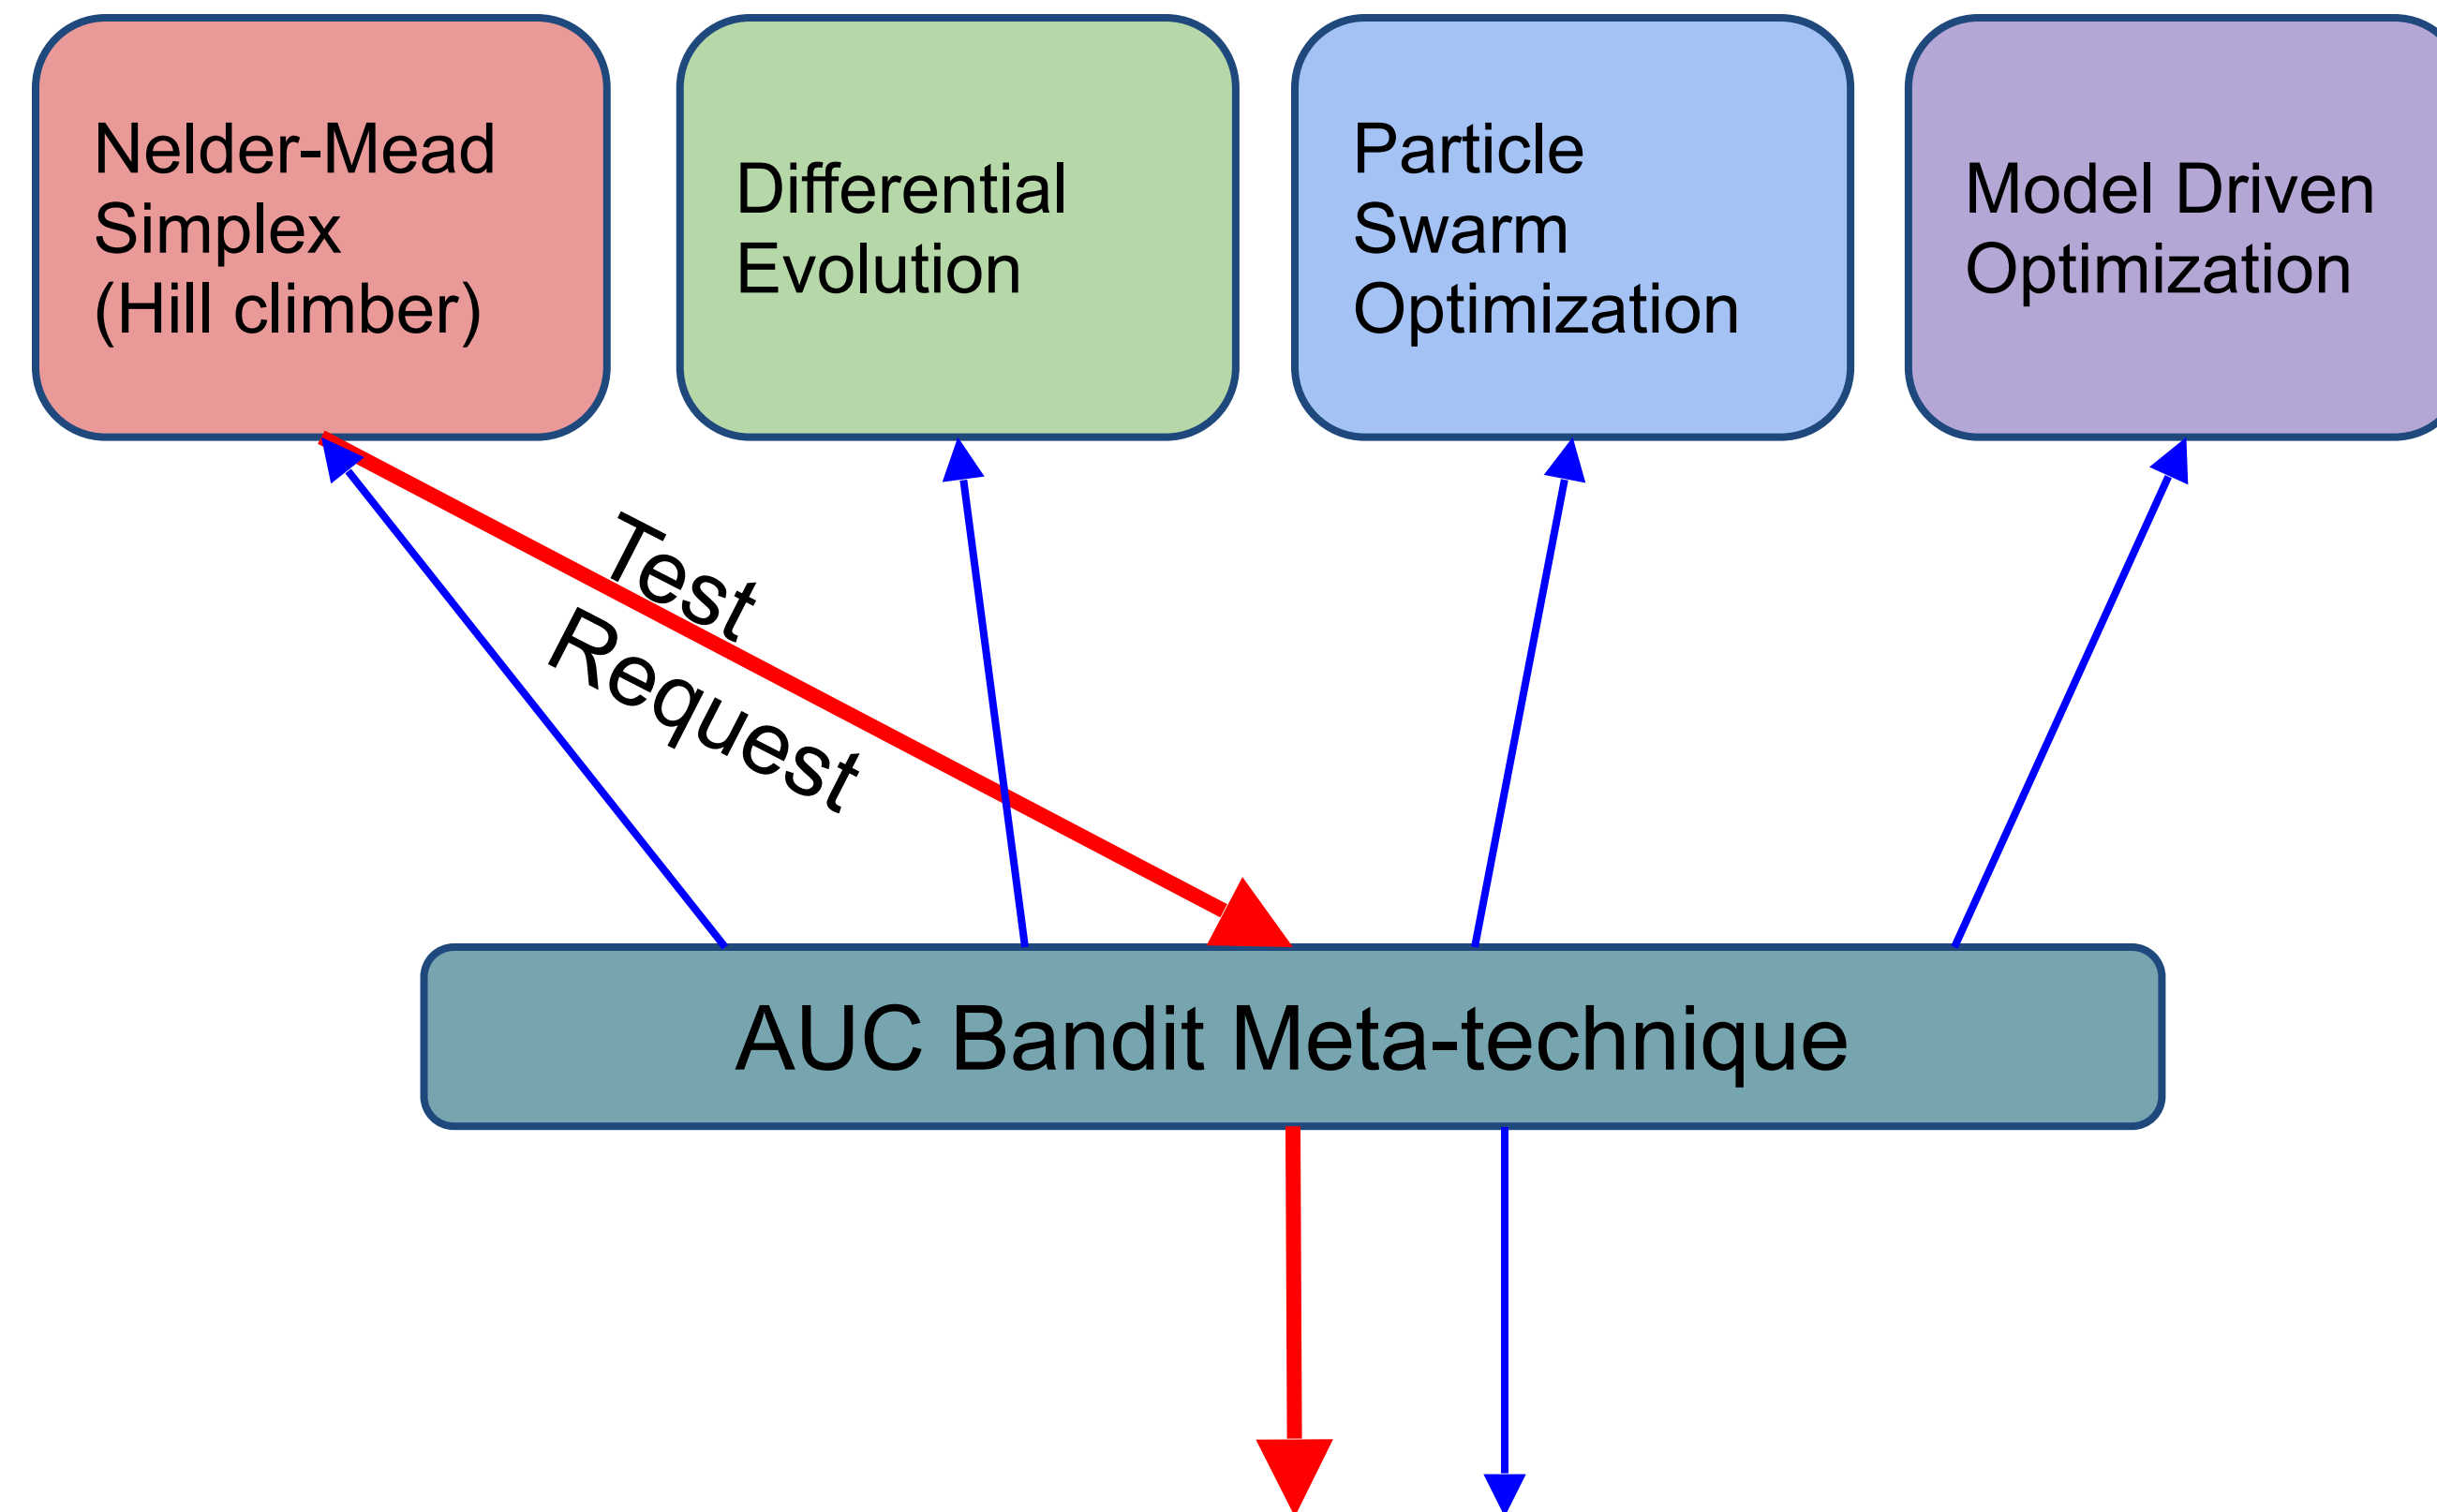 Nelder-Mead
Simplex
(Hill climber)
Differential
Evolution
Particle
Swarm
Optimization
Model Driven
Optimization
Test
Request
AUC Bandit Meta-technique